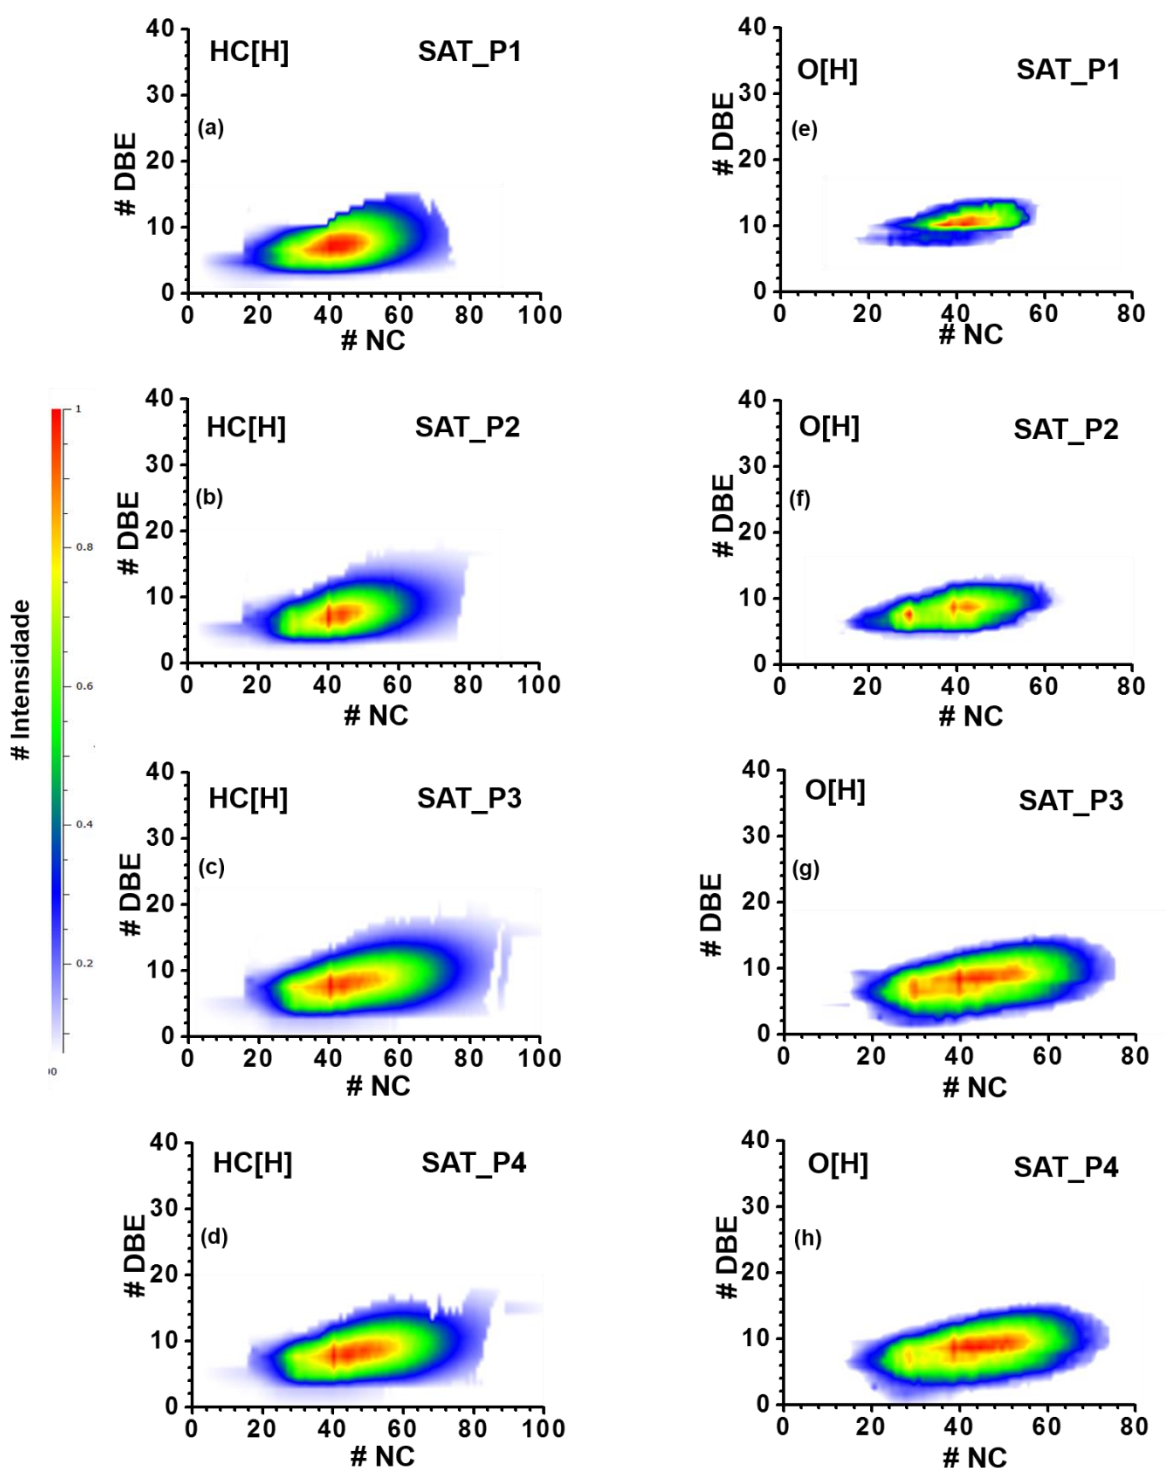 HC[H] SAT_P1
(a)
# DBE
40
30
20
10
0
0 20 40 60 80 100
# NC
O[H] SAT_P1
(e)
# DBE
40
30
20
10
0
0 20 40 60 80
# NC
# Intensidade
1
0.8
0.6
0.4
0.2
HC[H] SAT_P2
(b)
# DBE
40
30
20
10
0
0 20 40 60 80 100
# NC
O[H] SAT_P2
(f)
# DBE
40
30
20
10
0
0 20 40 60 80
# NC
HC[H] SAT_P3
(c)
# DBE
40
30
20
10
0
0 20 40 60 80 100
# NC
O[H] SAT_P3
(g)
# DBE
40
30
20
10
0
0 20 40 60 80
# NC
HC[H] SAT_P4
(d)
# DBE
40
30
20
10
0
0 20 40 60 80 100
# NC
O[H] SAT_P4
(h)
# DBE
40
30
20
10
0
0 20 40 60 80
# NC